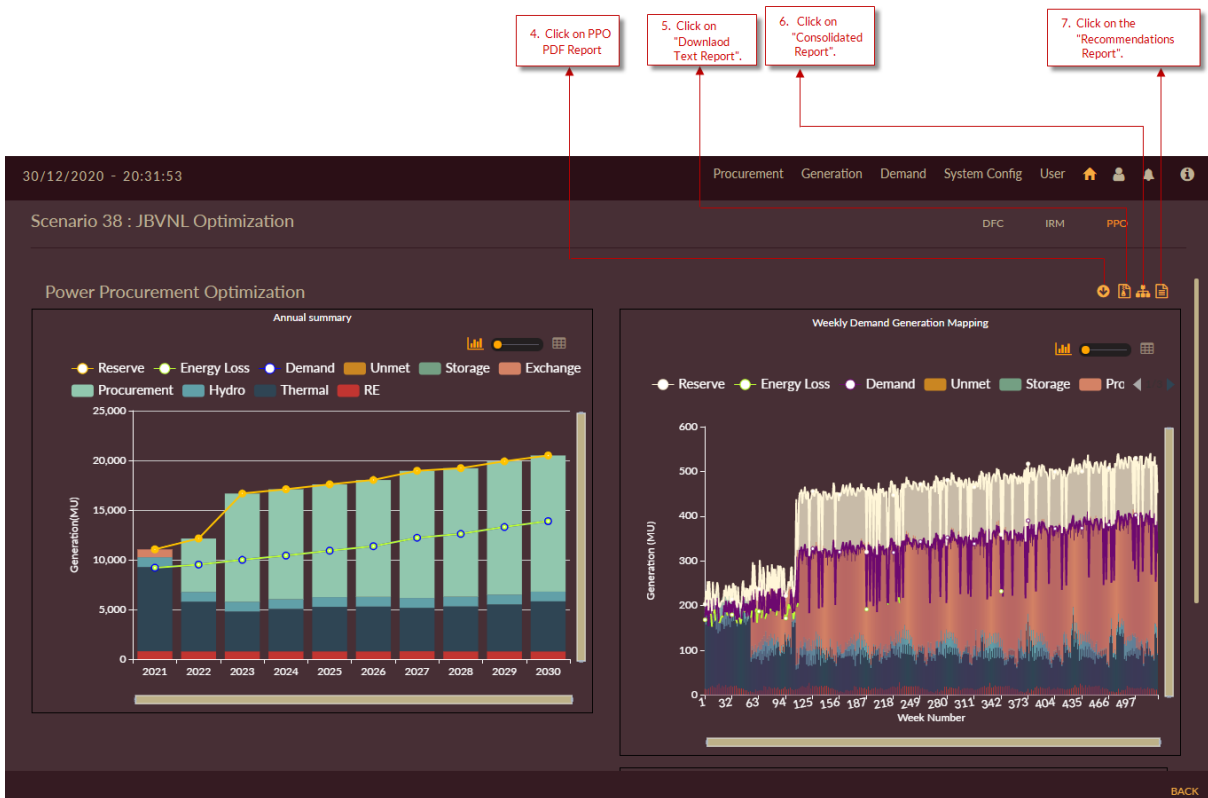 4. Click on PPO
PDF Report
5. Click on
"Downlaod
Text Report".
6. Click on
"Consolidated
Report".
7. Click on the
"Recommendations
Report".
30/12/2020 - 20:31:53
Procurement Generation Demand System Config User
Scenario 38 : JBVNL Optimization
DFC IRM PPO
Power Procurement Optimization
Annual summary
Reserve Energy Loss Demand Unmet Storage Exchange
Procurement Hydro Thermal RE
25,000
20,000
15,000
10,000
5,000
0
Generation(MU)
2021 2022 2023 2024 2025 2026 2027 2028 2029 2030
Weekly Demand Generation Mapping
Reserve Energy Loss Demand Unmet Storage Pro
600
500
400
300
200
100
0
Generation (MU)
1 32 63 94 125 156 187 218 249 280 311 342 373 404 435 466 497
Week Number
BACK